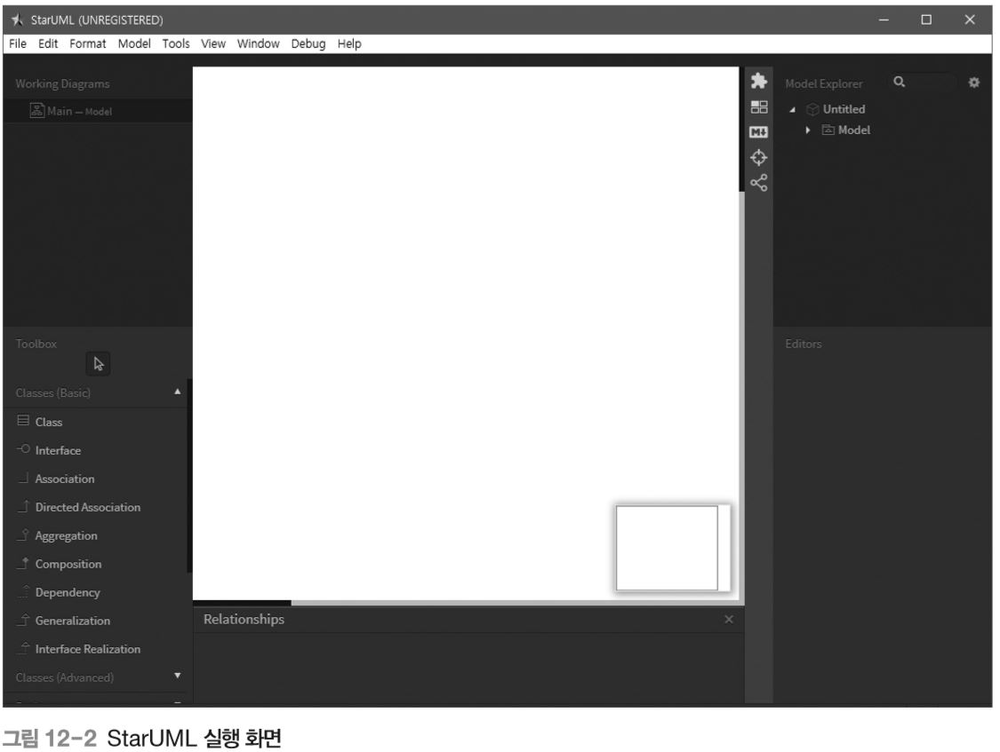 StarUML (UNREGISTERED)
File Edit Format Model Tools View Window Debug Help
Working Diagrams
Main — Model
Toolbox
Classes (Basic)
Class
Interface
Association
Directed Association
Aggregation
Composition
Dependency
Generalization
Interface Realization
Classes (Advanced)
Relationships
M
Model Explorer
Untitled
Model
Editors
그림 12-2 StarUML 실행 화면